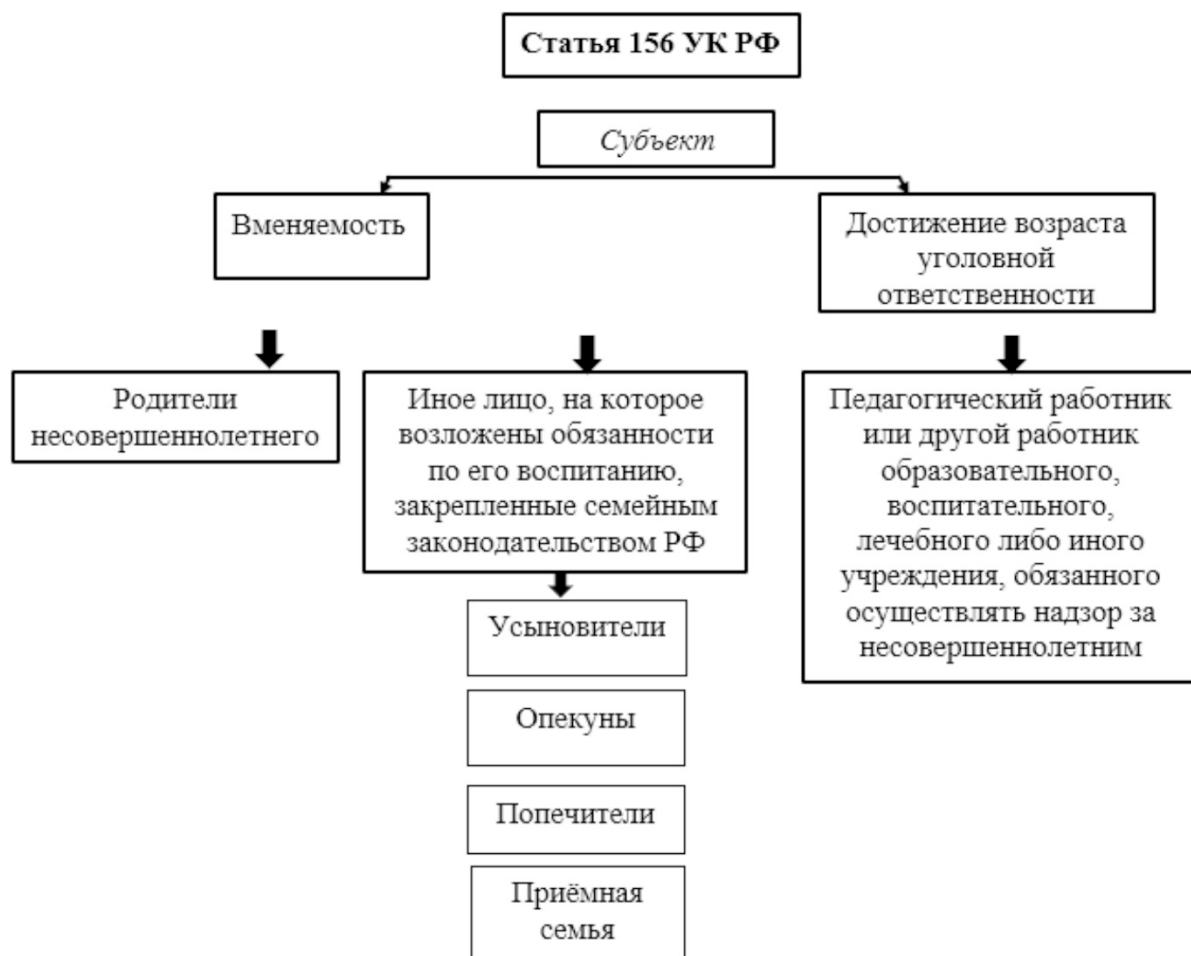 Статья 156 УК РФ
Субъект
Вменяемость
Достижение возраста
уголовной
ответственности
Родители
несовершеннолетнего
Иное лицо, на которое
возложены обязанности
по его воспитанию,
закрепленные семейным
законодательством РФ
Педагогический работник
или другой работник
образовательного,
воспитательного,
лечебного либо иного
учреждения, обязанного
осуществлять надзор за
несовершеннолетним
Усыновители
Опекуны
Попечители
Приёмная
семья